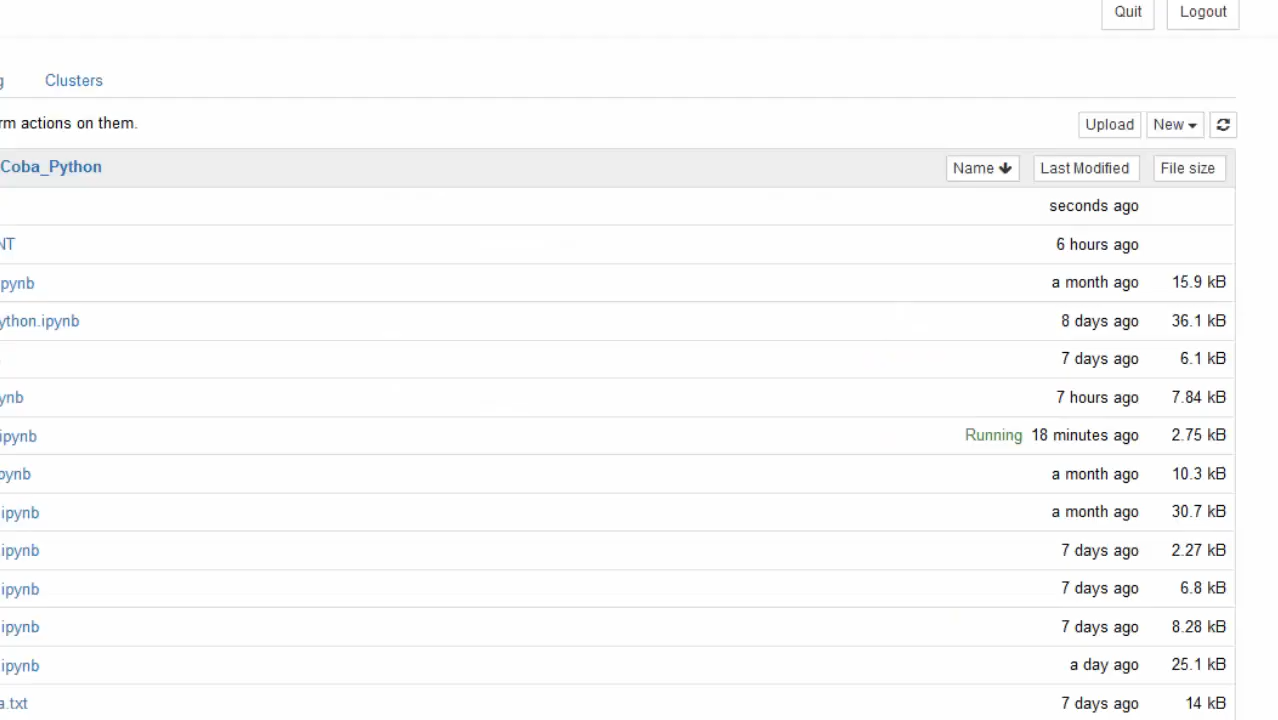 Quit Logout
Clusters
rm actions on them.
Upload New
Coba_Python Name Last Modified File size
seconds ago
NT 6 hours ago
pynb a month ago 15.9 kB
ython.ipynb 8 days ago 36.1 kB
7 days ago 6.1 kB
ynb 7 hours ago 7.84 kB
ipynb Running 18 minutes ago 2.75 kB
pynb a month ago 10.3 kB
ipynb a month ago 30.7 kB
ipynb 7 days ago 2.27 kB
ipynb 7 days ago 6.8 kB
ipynb 7 days ago 8.28 kB
ipynb a day ago 25.1 kB
a.txt 7 days ago 14 kB